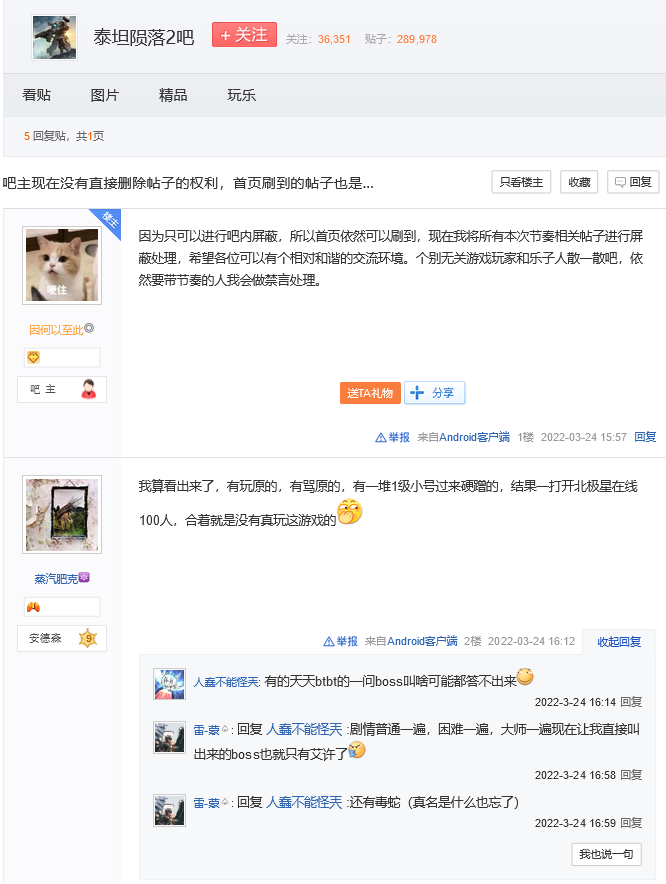 泰坦陨落2吧
+ 关注
关注: 36,351 贴子: 289,978
看贴 图片 精品 玩乐
5 回复贴，共1页
吧主现在没有直接删除帖子的权利，首页刷到的帖子也是...
只看楼主 收藏 回复
楼主
因为只可以进行吧内屏蔽，所以首页依然可以刷到，现在我将所有本次节奏相关帖子进行屏
蔽处理，希望各位可以有个相对和谐的交流环境。个别无关游戏玩家和乐子人散一散吧，依
然要带节奏的人我会做禁言处理。
哽住
因何以至此◎
吧 主
送TA礼物 分享
举报 来自Android客户端 1楼 2022-03-24 15:57 回复
我算看出来了，有玩原的，有骂原的，有一堆1级小号过来硬蹭的，结果一打开北极星在线
100人，合着就是没有真玩这游戏的
蒸汽肥克
安德森 9
举报 来自Android客户端 2楼 2022-03-24 16:12 收起回复
人蠢不能怪兲: 有的天天btbt的一问boss叫啥可能都答不出来
2022-3-24 16:14 回复
雷-蒙♤: 回复 人蠢不能怪兲 :剧情普通一遍，困难一遍，大师一遍现在让我直接叫
出来的boss也就只有艾许了
2022-3-24 16:58 回复
雷-蒙♤: 回复 人蠢不能怪兲 :还有毒蛇（真名是什么也忘了）
2022-3-24 16:59 回复
我也说一句